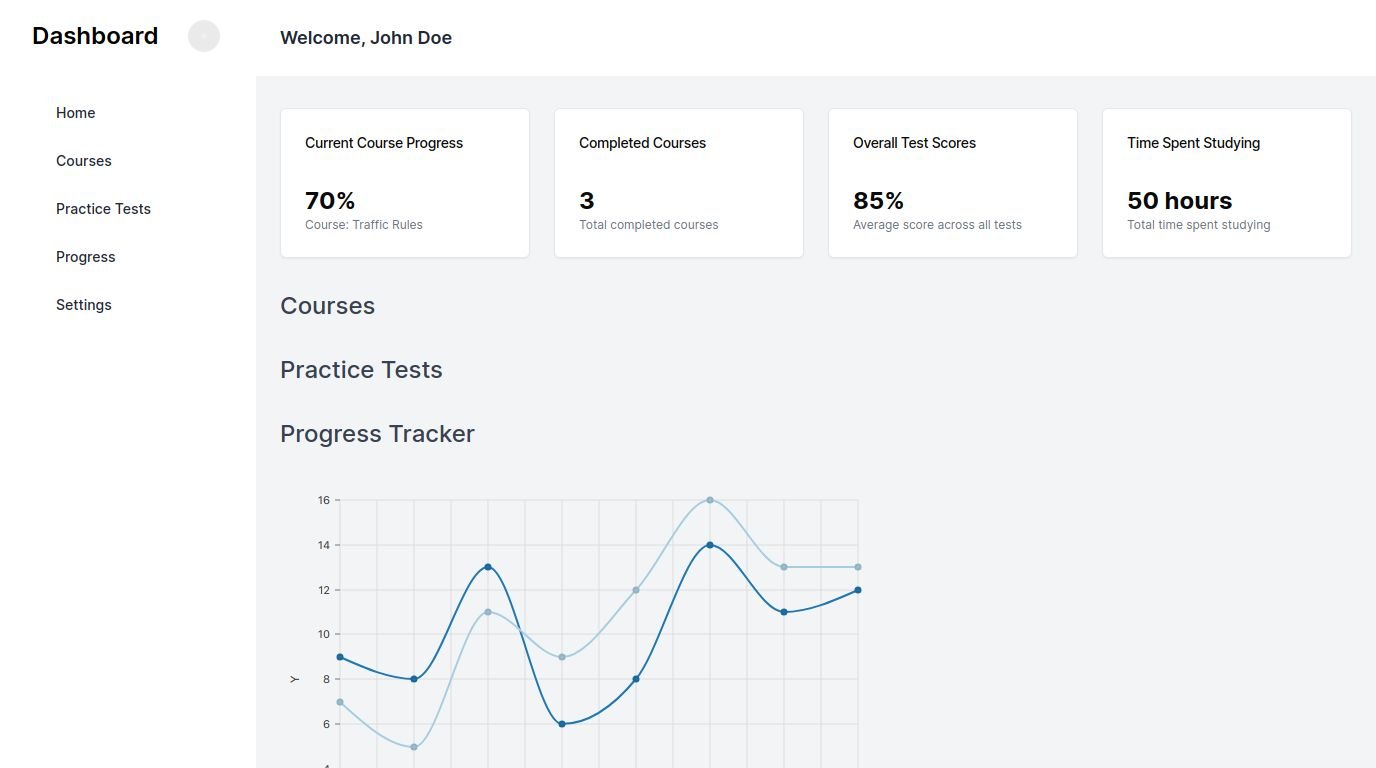 Dashboard
Welcome, John Doe
Home
Courses
Practice Tests
Progress
Settings
Current Course Progress
70%
Course: Traffic Rules
Completed Courses
3
Total completed courses
Overall Test Scores
85%
Average score across all tests
Time Spent Studying
50 hours
Total time spent studying
Courses
Practice Tests
Progress Tracker
16
14
12
10
8
Y
6